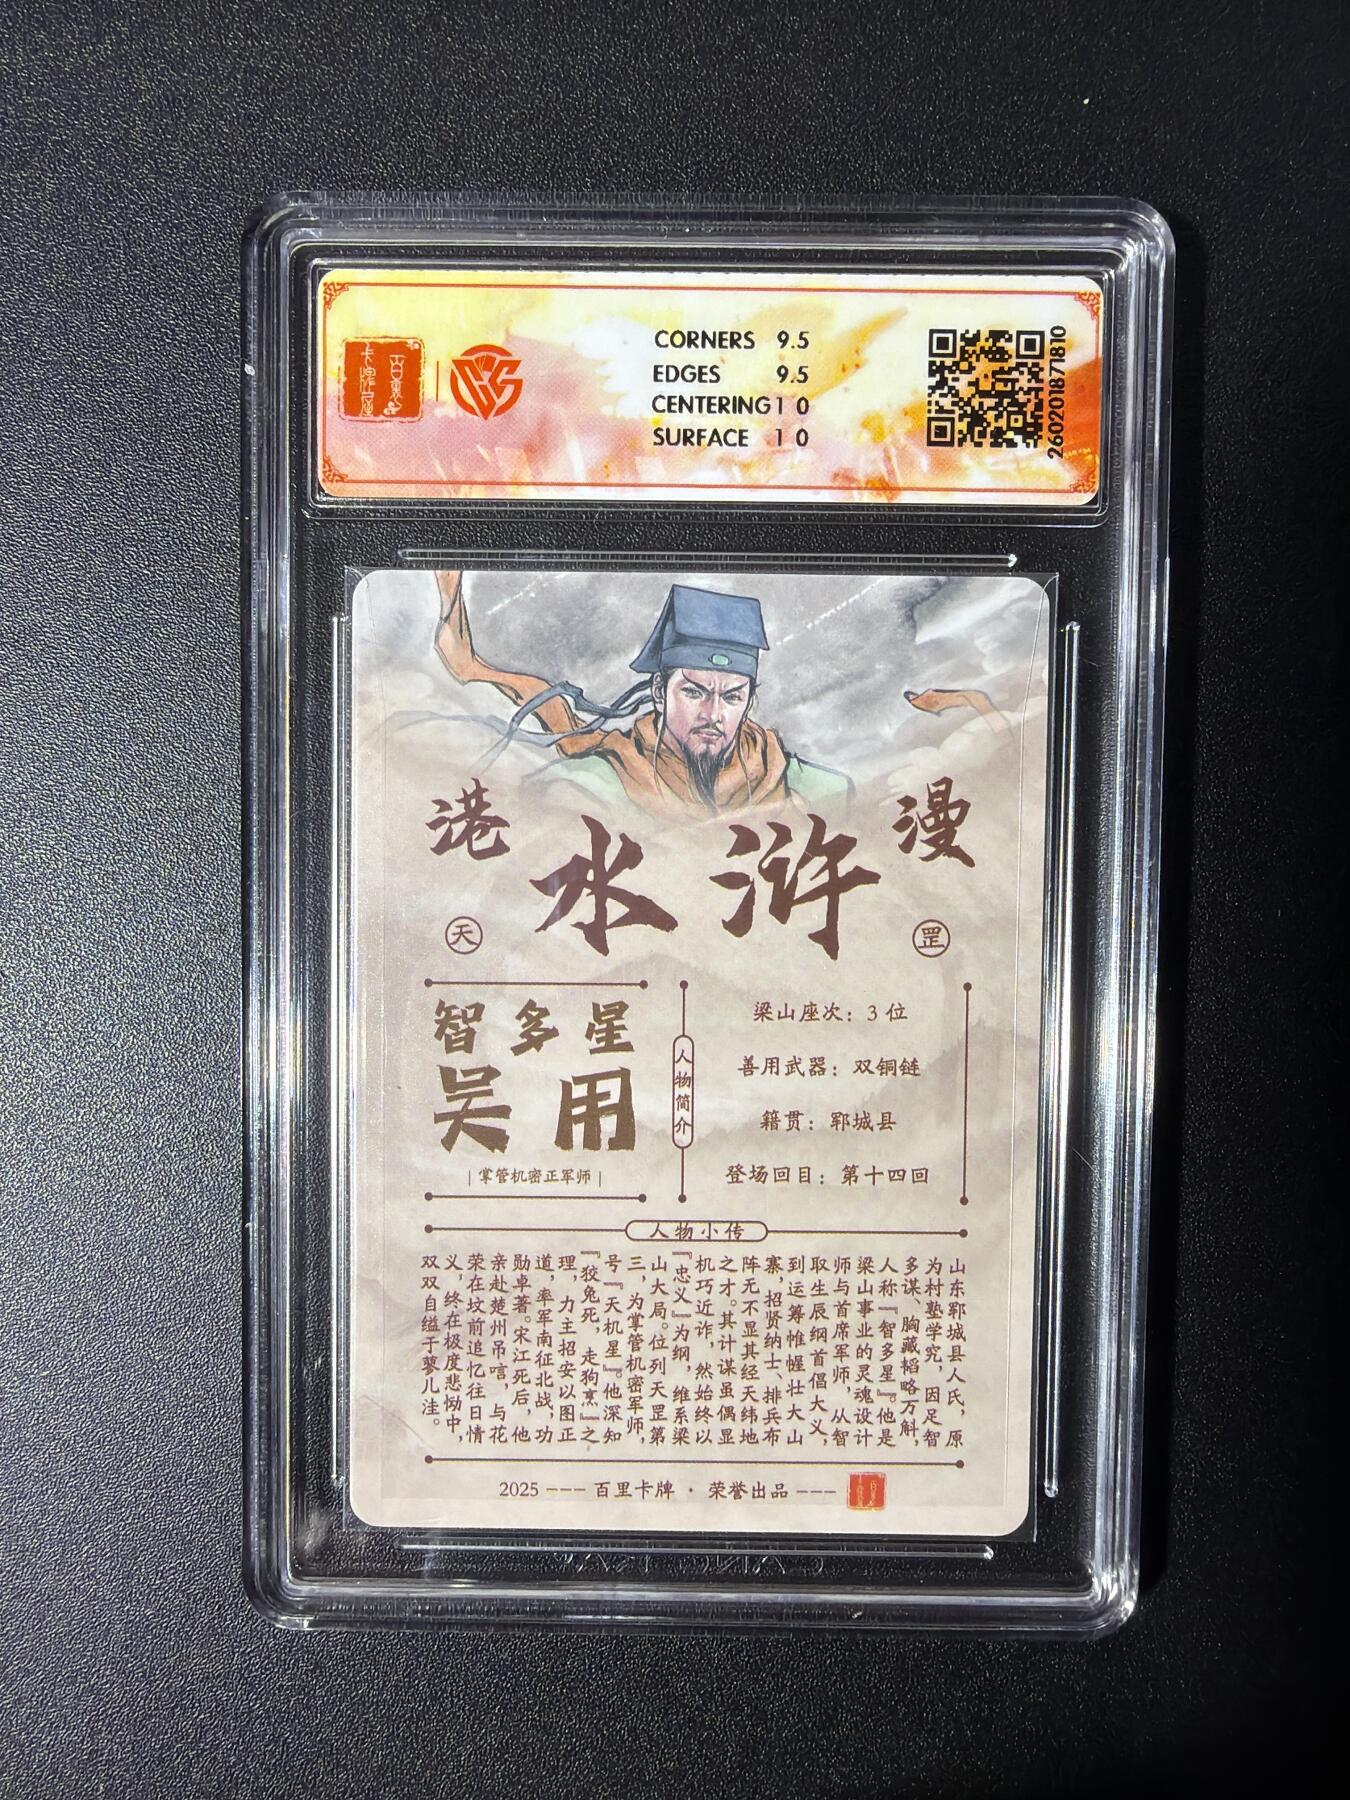 百里
卡牌屋
CORNERS 9.5
EDGES 9.5
CENTERING 10
SURFACE 10
2602018718​10
港漫
水浒
天罡
智多星
吴用
掌管机密正军师
人物简介
梁山座次：3位
善用武器：双铜链
籍贯：郓城县
登场回目：第十四回
人物小传
山东郓城县人氏，原
为村塾学究，因足智
多谋、胸藏韬略万斛，
人称『智多星』。他是
梁山事业的灵魂设计
师与首席军师，从智
取生辰纲首倡大义，
到运筹帷幄壮大山
寨，招贤纳士、排兵布
阵无不显其经天纬地
之才。其计谋虽偶显
机巧近诈，然始终以
『忠义』为纲，维系梁
山大局。位列天罡第
三，为掌管机密军师，
号『天机星』。他深知
『狡兔死，走狗烹』之
理，力主招安以图正
道，率军南征北战，功
勋卓著。宋江死后，他
亲赴楚州吊唁，与花
荣在坟前追忆往日情
义，终在极度悲恸中，
双双自缢于蓼儿洼。
2025 --- 百里卡牌 · 荣誉出品 ---